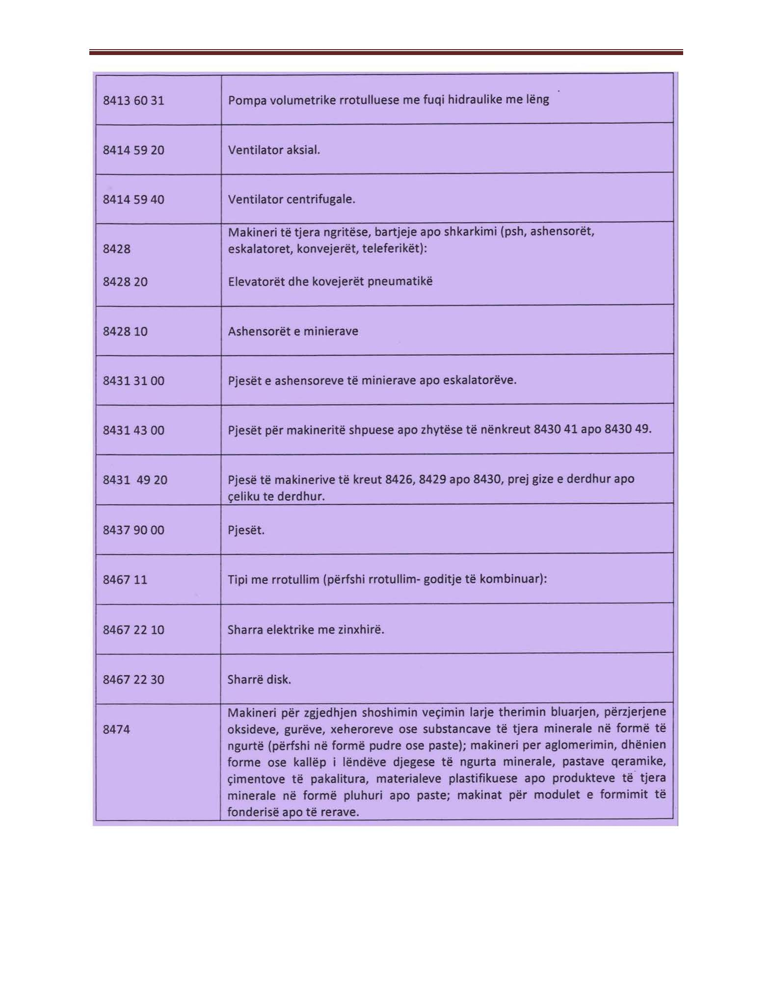 8413 60 31 Pompa volumetrike rrotulluese me fuqi hidraulike me lëng
8414 59 20 Ventilator aksial.
8414 59 40 Ventilator centrifugale.
Makineri të tjera ngritëse, bartjeje apo shkarkimi (psh, ashensorët,
8428 eskalatoret, konvejerët, teleferikët):
8428 20 Elevatorët dhe kovejerët pneumatikë
8428 10 Ashensorët e minierave
8431 31 00 Pjesët e ashensoreve të minierave apo eskalatorëve.
8431 43 00 Pjesët për makineritë shpuese apo zhytëse të nënkreut 8430 41 apo 8430 49.
8431 49 20 Pjesë të makinerive të kreut 8426, 8429 apo 8430, prej gize e derdhur apo
çeliku te derdhur.
8437 90 00 Pjesët.
8467 11 Tipi me rrotullim (përfshi rrotullim- goditje të kombinuar):
8467 22 10 Sharra elektrike me zinxhirë.
8467 22 30 Sharrë disk.
Makineri për zgjedhjen shoshimin veçimin larje therimin bluarjen, përzjerjene
8474 oksideve, gurëve, xeheroreve ose substancave të tjera minerale në formë të
ngurtë (përfshi në formë pudre ose paste); makineri per aglomerimin, dhënien
forme ose kallëp i lëndëve djegese të ngurta minerale, pastave qeramike,
çimentove të pakalitura, materialeve plastifikuese apo produkteve të tjera
minerale në formë pluhuri apo paste; makinat për modulet e formimit të
fonderisë apo të rerave.